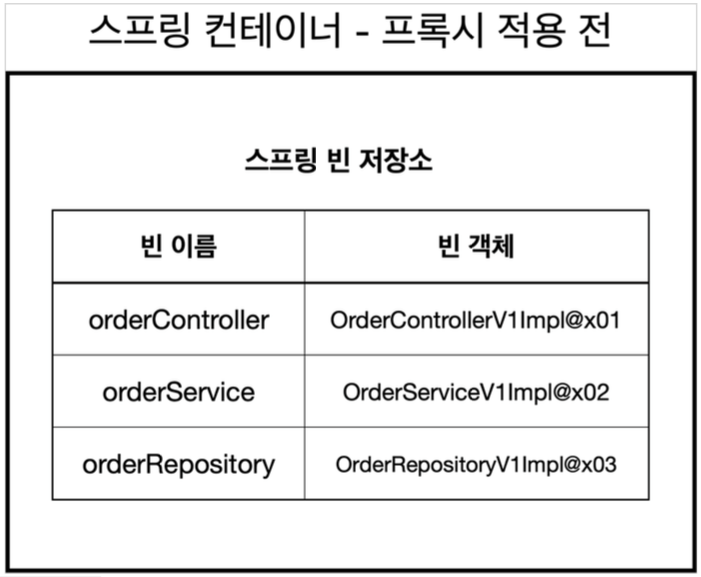 스프링 컨테이너 - 프록시 적용 전
스프링 빈 저장소
빈 이름 빈 객체
orderController OrderControllerV1Impl@x01
orderService OrderServiceV1Impl@x02
orderRepository OrderRepositoryV1Impl@x03